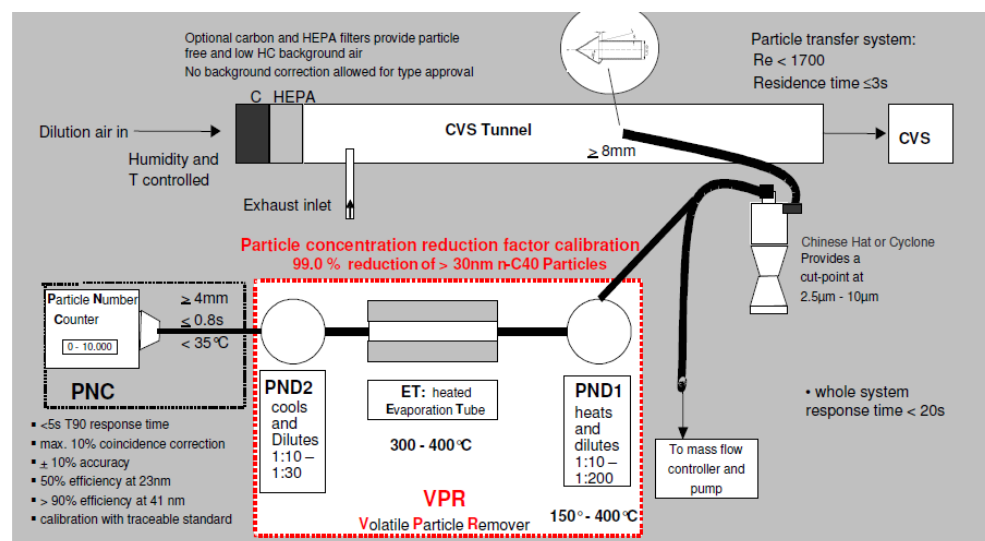 Optional carbon and HEPA filters provide particle
free and low HC background air
No background correction allowed for type approval
Particle transfer system:
Re < 1700
Residence time ≤3s
C HEPA
Dilution air in
CVS Tunnel
≥ 8mm
CVS
Humidity and
T controlled
Exhaust inlet
Chinese Hat or Cyclone
Provides a
cut-point at
2.5µm - 10µm
Particle concentration reduction factor calibration
99.0 % reduction of > 30nm n-C40 Particles
Particle Number
Counter
0 - 10.000
≥ 4mm
≤ 0.8s
< 35°C
PNC
PND2
cools
and
Dilutes
1:10 –
1:30
ET: heated
Evaporation Tube
300 - 400°C
PND1
heats
and
dilutes
1:10 –
1:200
150° - 400°C
VPR
Volatile Particle Remover
To mass flow
controller and
pump
• whole system
response time < 20s
▪ <5s T90 response time
▪ max. 10% coincidence correction
▪ ± 10% accuracy
▪ 50% efficiency at 23nm
▪ > 90% efficiency at 41 nm
▪ calibration with traceable standard